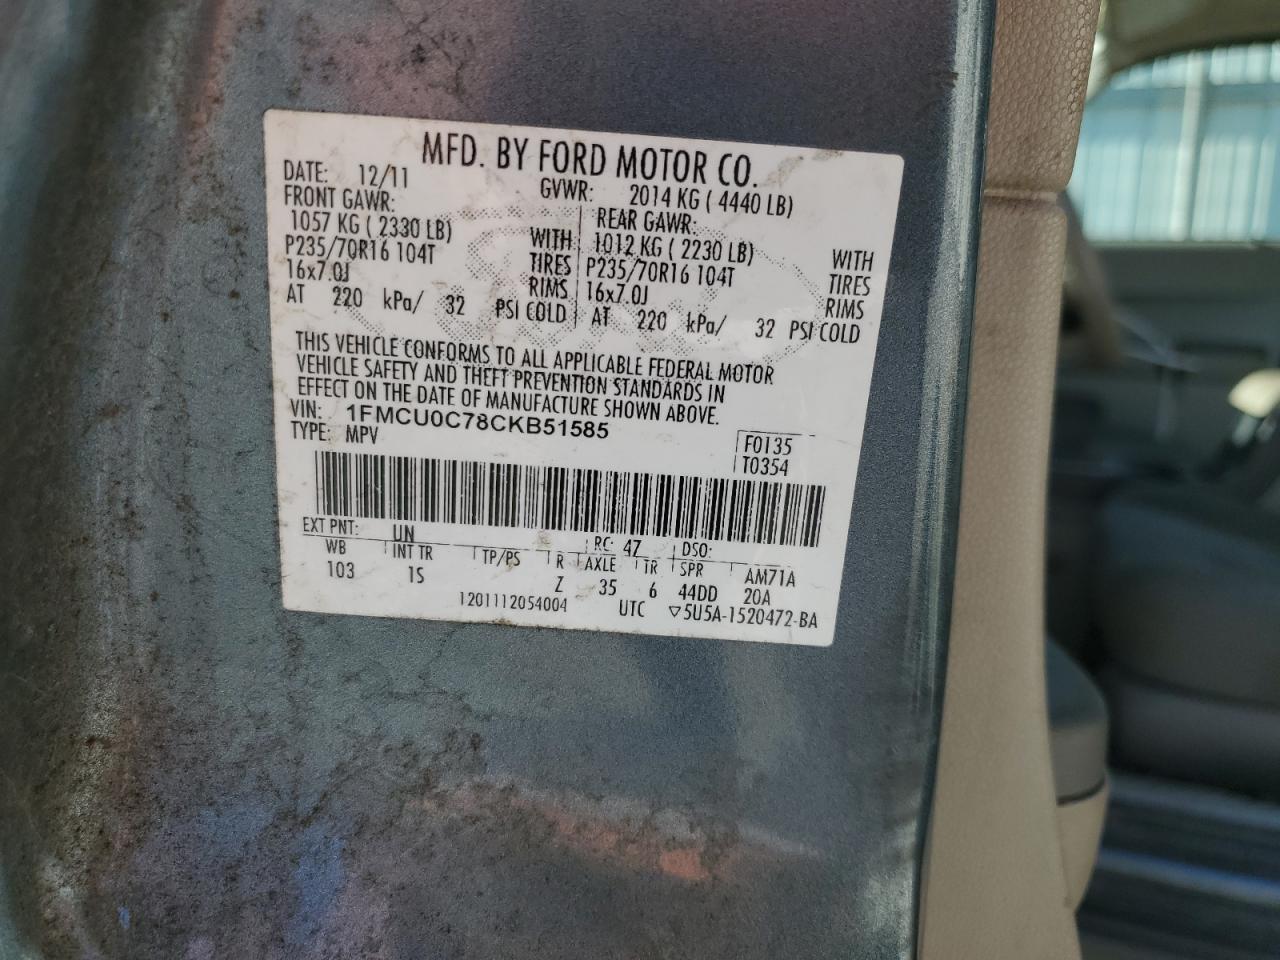 MFD. BY FORD MOTOR CO.
DATE: 12/11 GVWR: 2014 KG ( 4440 LB)
FRONT GAWR: REAR GAWR:
1057 KG ( 2330 LB) WITH 1012 KG ( 2230 LB) WITH
P235/70R16 104T TIRES P235/70R16 104T TIRES
16x7.0J RIMS 16x7.0J RIMS
AT 220 kPa/ 32 PSI COLD AT 220 kPa/ 32 PSI COLD
THIS VEHICLE CONFORMS TO ALL APPLICABLE FEDERAL MOTOR
VEHICLE SAFETY AND THEFT PREVENTION STANDARDS IN
EFFECT ON THE DATE OF MANUFACTURE SHOWN ABOVE.
VIN: 1FMCU0C78CKB51585
TYPE: MPV F0135
T0354
EXT PNT: UN RC: 47 DSO:
WB INT TR TP/PS R AXLE TR SPR AM71A
103 1S Z 35 6 44DD 20A
1201112054004 UTC ▽5U5A-1520472-BA